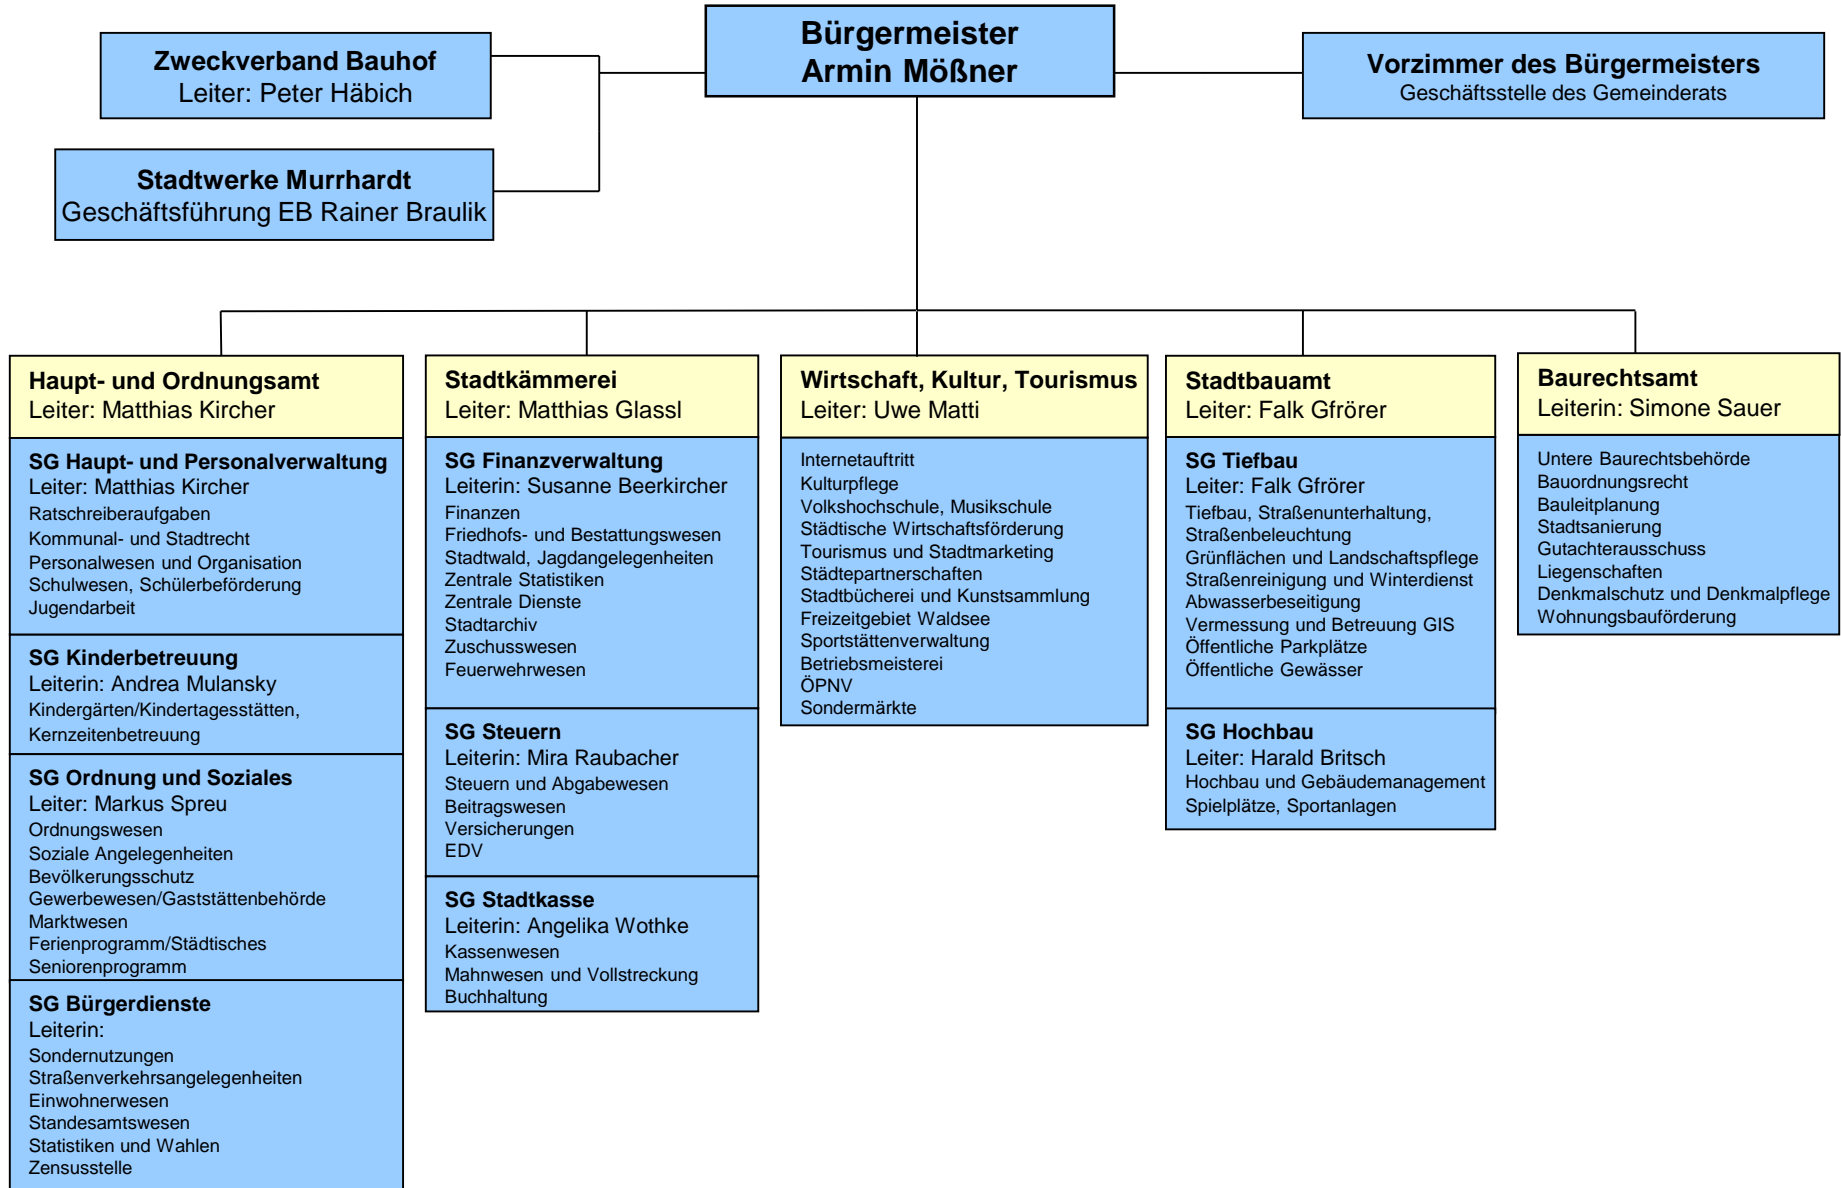 Bürgermeister
Armin Mößner
Zweckverband Bauhof
Leiter: Peter Häbich
Vorzimmer des Bürgermeisters
Geschäftsstelle des Gemeinderats
Stadtwerke Murrhardt
Geschäftsführung EB Rainer Braulik
Haupt- und Ordnungsamt
Leiter: Matthias Kircher
SG Haupt- und Personalverwaltung
Leiter: Matthias Kircher
Ratschreiberaufgaben
Kommunal- und Stadtrecht
Personalwesen und Organisation
Schulwesen, Schülerbeförderung
Jugendarbeit
SG Kinderbetreuung
Leiterin: Andrea Mulansky
Kindergärten/Kindertagesstätten,
Kernzeitenbetreuung
SG Ordnung und Soziales
Leiter: Markus Spreu
Ordnungswesen
Soziale Angelegenheiten
Bevölkerungsschutz
Gewerbewesen/Gaststättenbehörde
Marktwesen
Ferienprogramm/Städtisches
Seniorenprogramm
SG Bürgerdienste
Leiterin:
Sondernutzungen
Straßenverkehrsangelegenheiten
Einwohnerwesen
Standesamtswesen
Statistiken und Wahlen
Zensusstelle
Stadtkämmerei
Leiter: Matthias Glassl
SG Finanzverwaltung
Leiterin: Susanne Beerkircher
Finanzen
Friedhofs- und Bestattungswesen
Stadtwald, Jagdangelegenheiten
Zentrale Statistiken
Zentrale Dienste
Stadtarchiv
Zuschusswesen
Feuerwehrwesen
SG Steuern
Leiterin: Mira Raubacher
Steuern und Abgabewesen
Beitragswesen
Versicherungen
EDV
SG Stadtkasse
Leiterin: Angelika Wothke
Kassenwesen
Mahnwesen und Vollstreckung
Buchhaltung
Wirtschaft, Kultur, Tourismus
Leiter: Uwe Matti
Internetauftritt
Kulturpflege
Volkshochschule, Musikschule
Städtische Wirtschaftsförderung
Tourismus und Stadtmarketing
Städtepartnerschaften
Stadtbücherei und Kunstsammlung
Freizeitgebiet Waldsee
Sportstättenverwaltung
Betriebsmeisterei
ÖPNV
Sondermärkte
Stadtbauamt
Leiter: Falk Gfrörer
SG Tiefbau
Leiter: Falk Gfrörer
Tiefbau, Straßenunterhaltung,
Straßenbeleuchtung
Grünflächen und Landschaftspflege
Straßenreinigung und Winterdienst
Abwasserbeseitigung
Vermessung und Betreuung GIS
Öffentliche Parkplätze
Öffentliche Gewässer
SG Hochbau
Leiter: Harald Britsch
Hochbau und Gebäudemanagement
Spielplätze, Sportanlagen
Baurechtsamt
Leiterin: Simone Sauer
Untere Baurechtsbehörde
Bauordnungsrecht
Bauleitplanung
Stadtsanierung
Gutachterausschuss
Liegenschaften
Denkmalschutz und Denkmalpflege
Wohnungsbauförderung